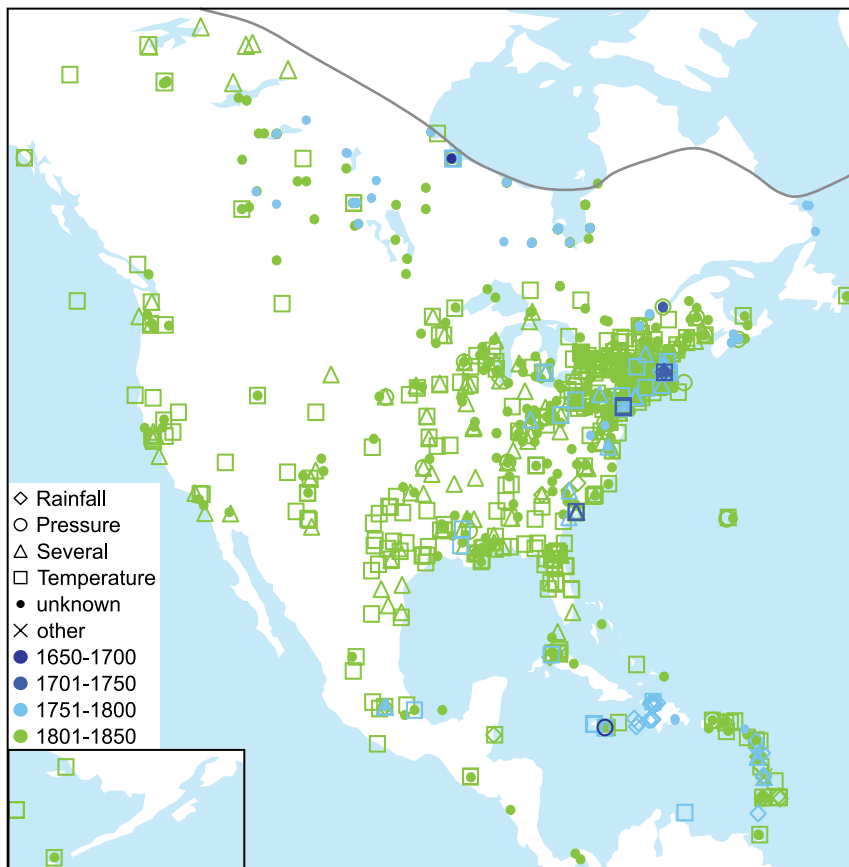 Rainfall
Pressure
Several
Temperature
unknown
other
1650-1700
1701-1750
1751-1800
1801-1850